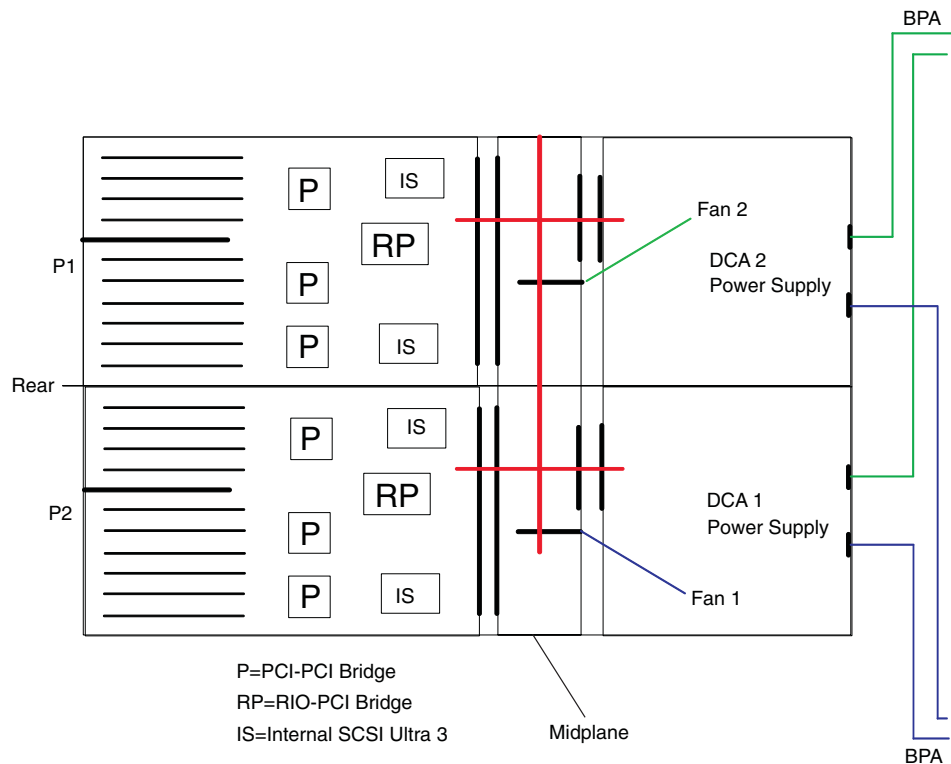 BPA
P
IS
Fan 2
RP
P1
DCA 2
Power Supply
P
P
IS
Rear
IS
P
RP
P2
DCA 1
Power Supply
P
P
IS
Fan 1
P=PCI-PCI Bridge
RP=RIO-PCI Bridge
IS=Internal SCSI Ultra 3
Midplane
BPA